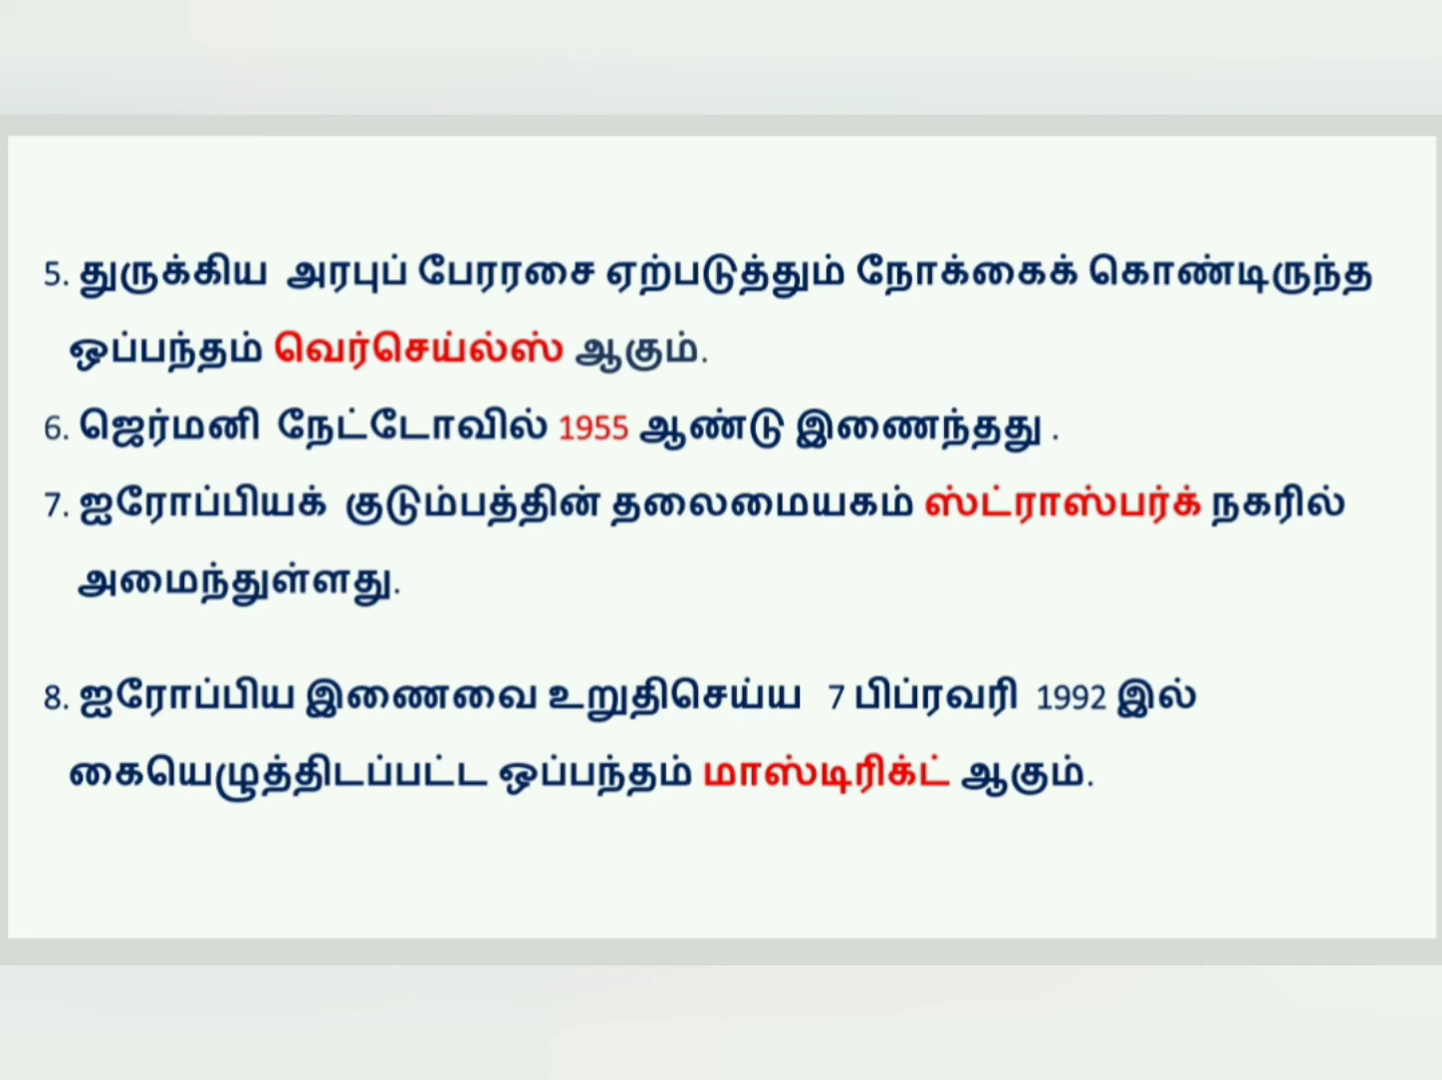 5. துருக்கிய அரபுப் பேரரசை ஏற்படுத்தும் நோக்கைக் கொண்டிருந்த
ஒப்பந்தம் வெர்செய்ல்ஸ் ஆகும்.
6. ஜெர்மனி நேட்டோவில் 1955 ஆண்டு இணைந்தது .
7. ஐரோப்பியக் குடும்பத்தின் தலைமையகம் ஸ்ட்ராஸ்பர்க் நகரில்
அமைந்துள்ளது.
8. ஐரோப்பிய இணைவை உறுதிசெய்ய 7 பிப்ரவரி 1992 இல்
கையெழுத்திடப்பட்ட ஒப்பந்தம் மாஸ்டிரிக்ட் ஆகும்.